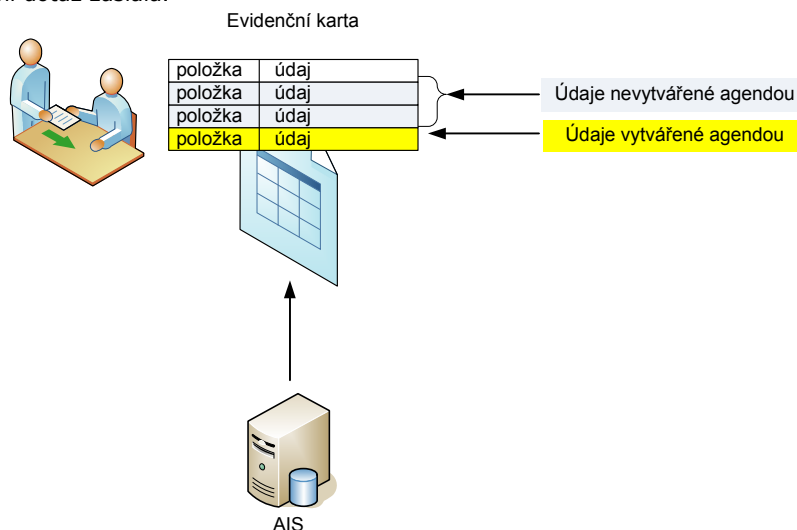 Evidenční karta
položka údaj
položka údaj
položka údaj
položka údaj
Údaje nevytvářené agendou
Údaje vytvářené agendou
AIS